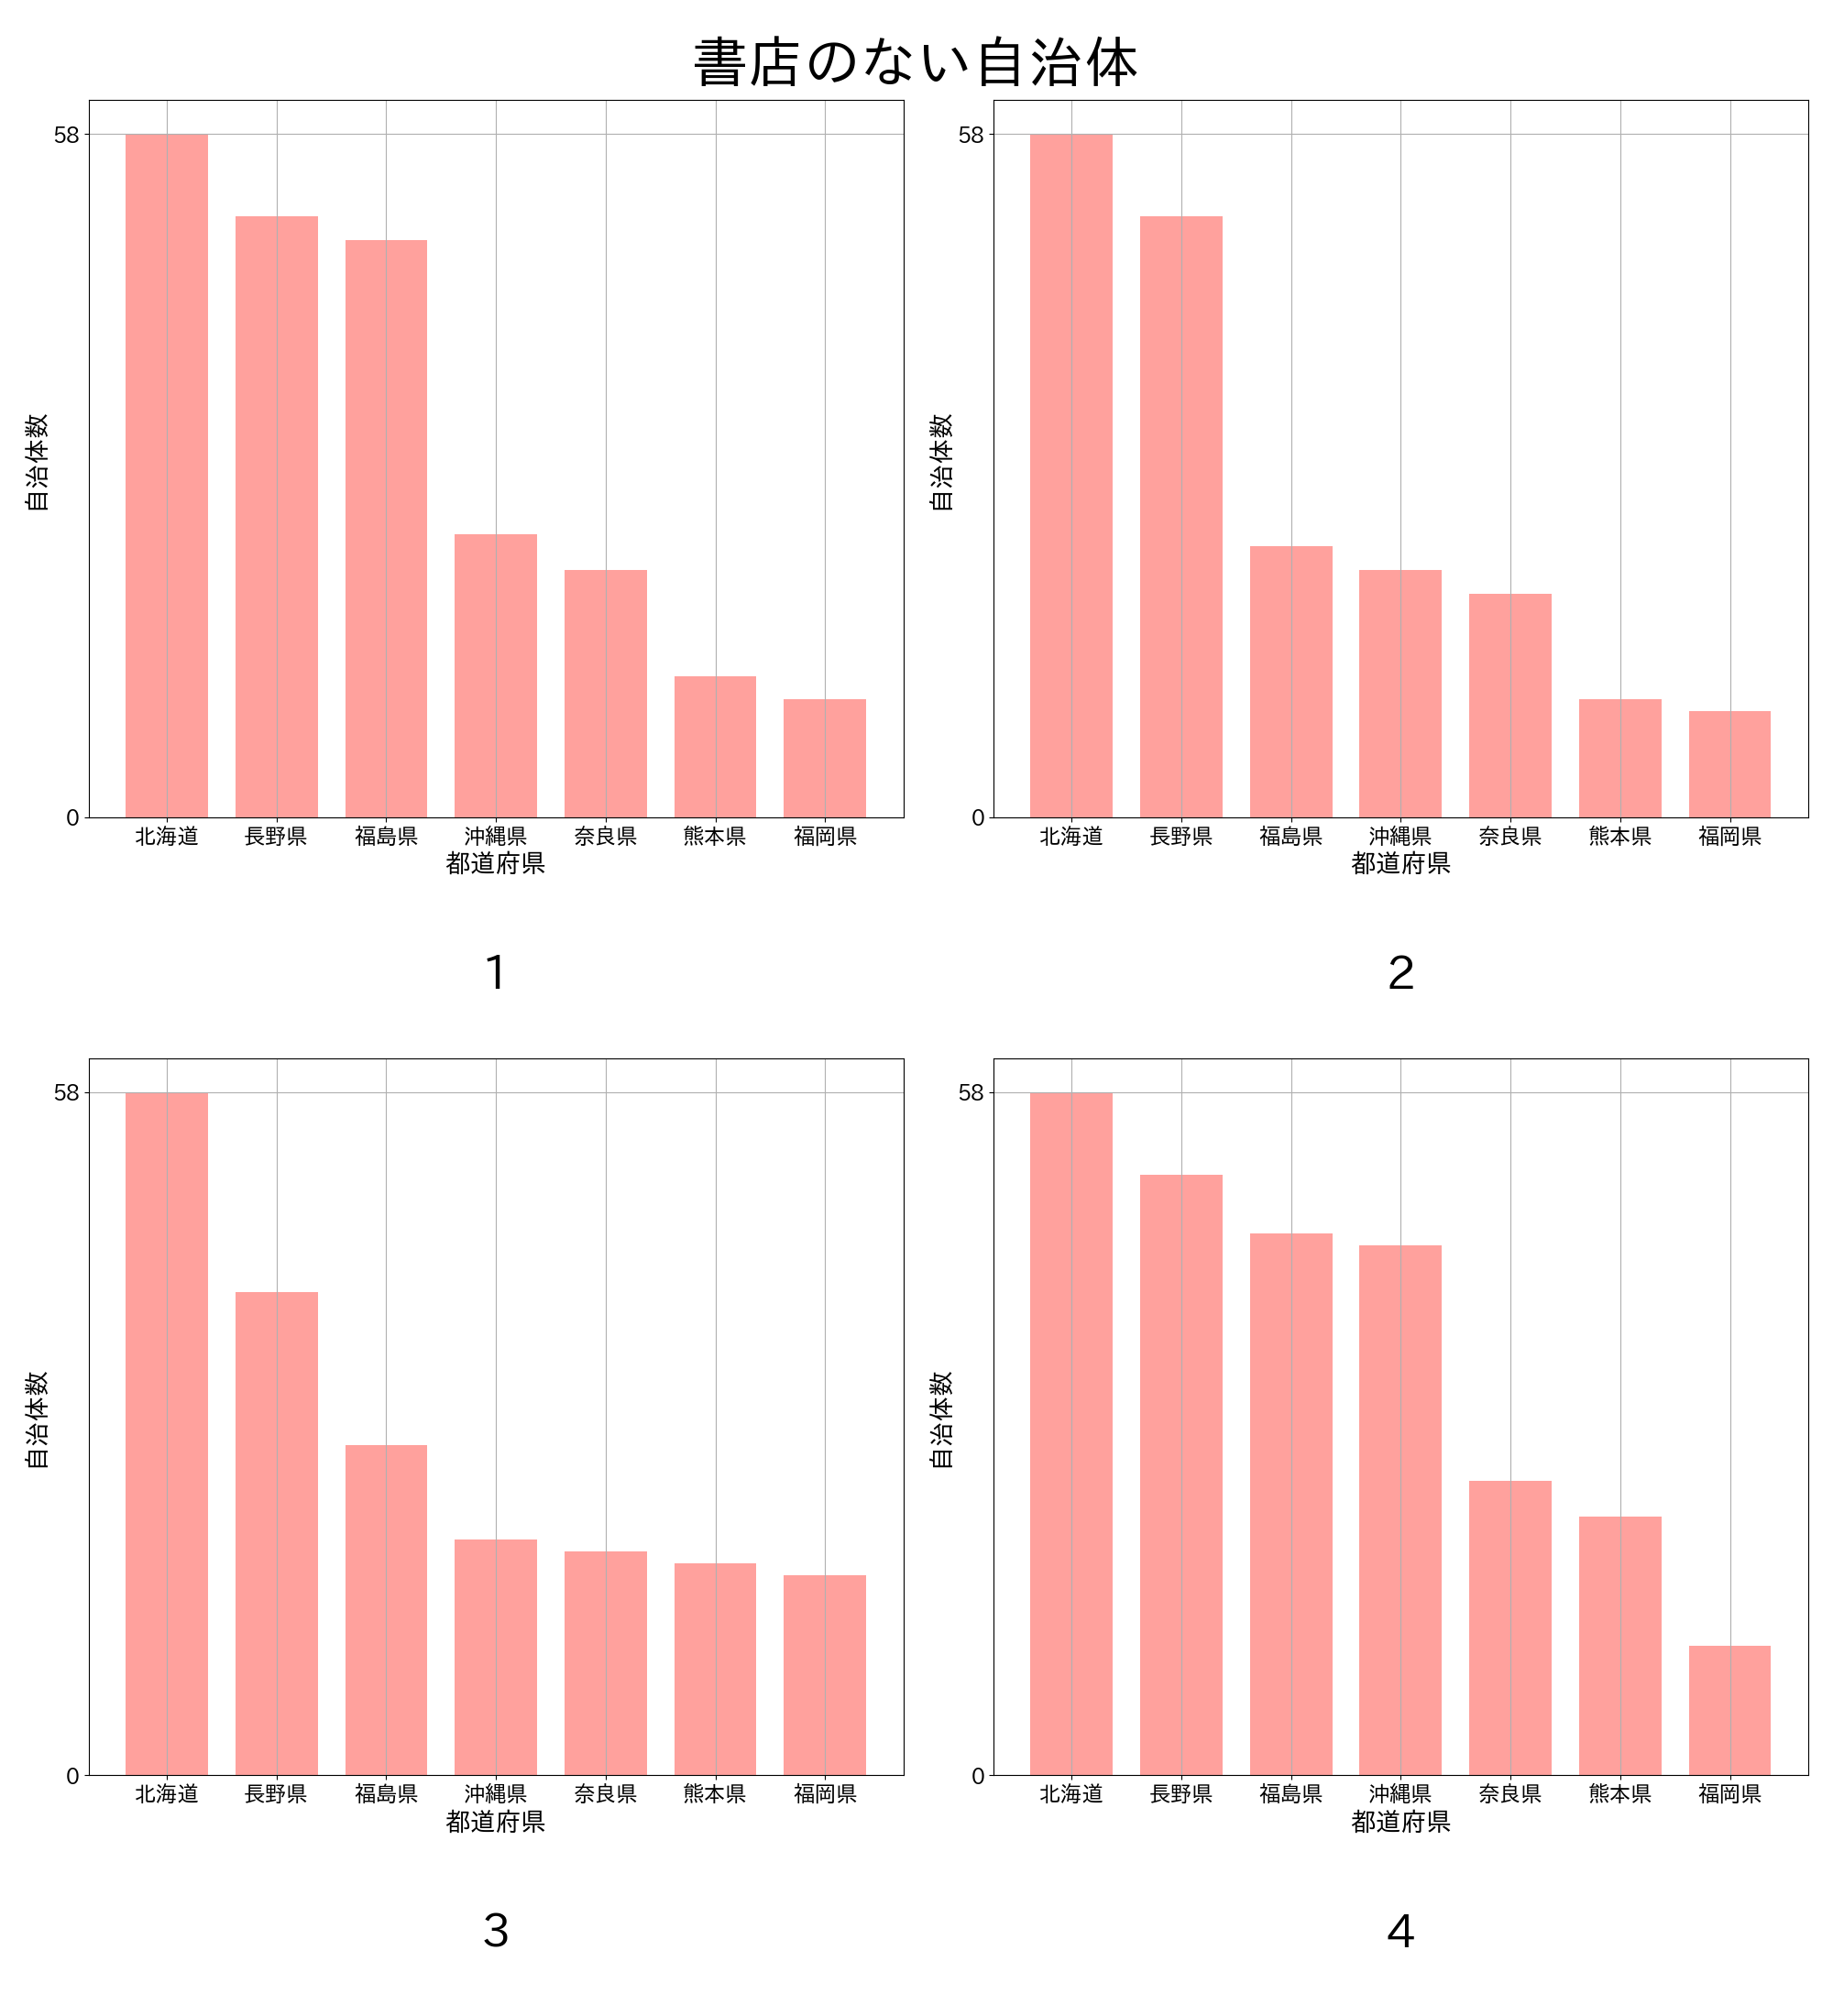 書店のない自治体
58
0
自治体数
北海道 長野県 福島県 沖縄県 奈良県 熊本県 福岡県
都道府県
1
58
0
自治体数
北海道 長野県 福島県 沖縄県 奈良県 熊本県 福岡県
都道府県
2
58
0
自治体数
北海道 長野県 福島県 沖縄県 奈良県 熊本県 福岡県
都道府県
3
58
0
自治体数
北海道 長野県 福島県 沖縄県 奈良県 熊本県 福岡県
都道府県
4